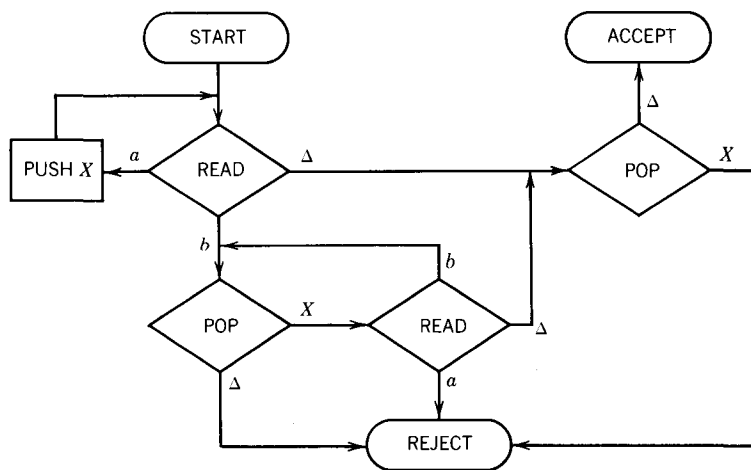 START
ACCEPT
Δ
PUSH X
a
READ
Δ
POP
X
b
b
POP
X
READ
Δ
Δ
a
REJECT